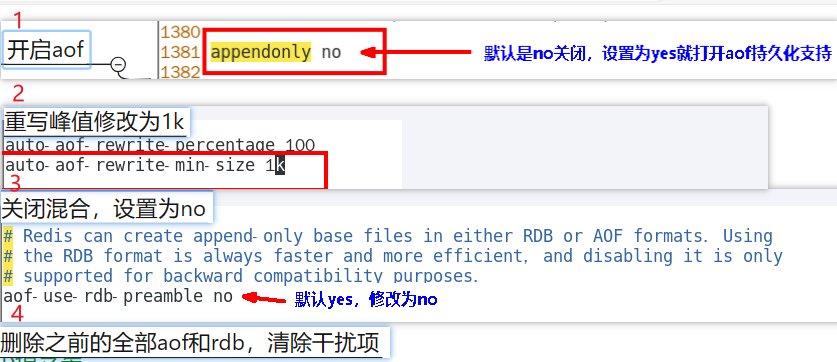 1
1380
开启aof
1381 appendonly no
默认是no关闭，设置为yes就打开aof持久化支持
1382
2
重写峰值修改为1k
auto-aof-rewrite-percentage 100
auto-aof-rewrite-min-size 1k
3
关闭混合，设置为no
# Redis can create append-only base files in either RDB or AOF formats. Using
# the RDB format is always faster and more efficient, and disabling it is only
# supported for backward compatibility purposes.
aof-use-rdb-preamble no
默认yes，修改为no
4
删除之前的全部aof和rdb，清除干扰项